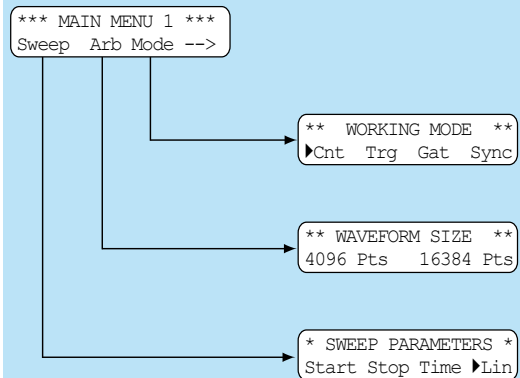 *** MAIN MENU 1 ***
Sweep Arb Mode -->
** WORKING MODE **
▶Cnt Trg Gat Sync
** WAVEFORM SIZE **
4096 Pts 16384 Pts
* SWEEP PARAMETERS *
Start Stop Time ▶Lin